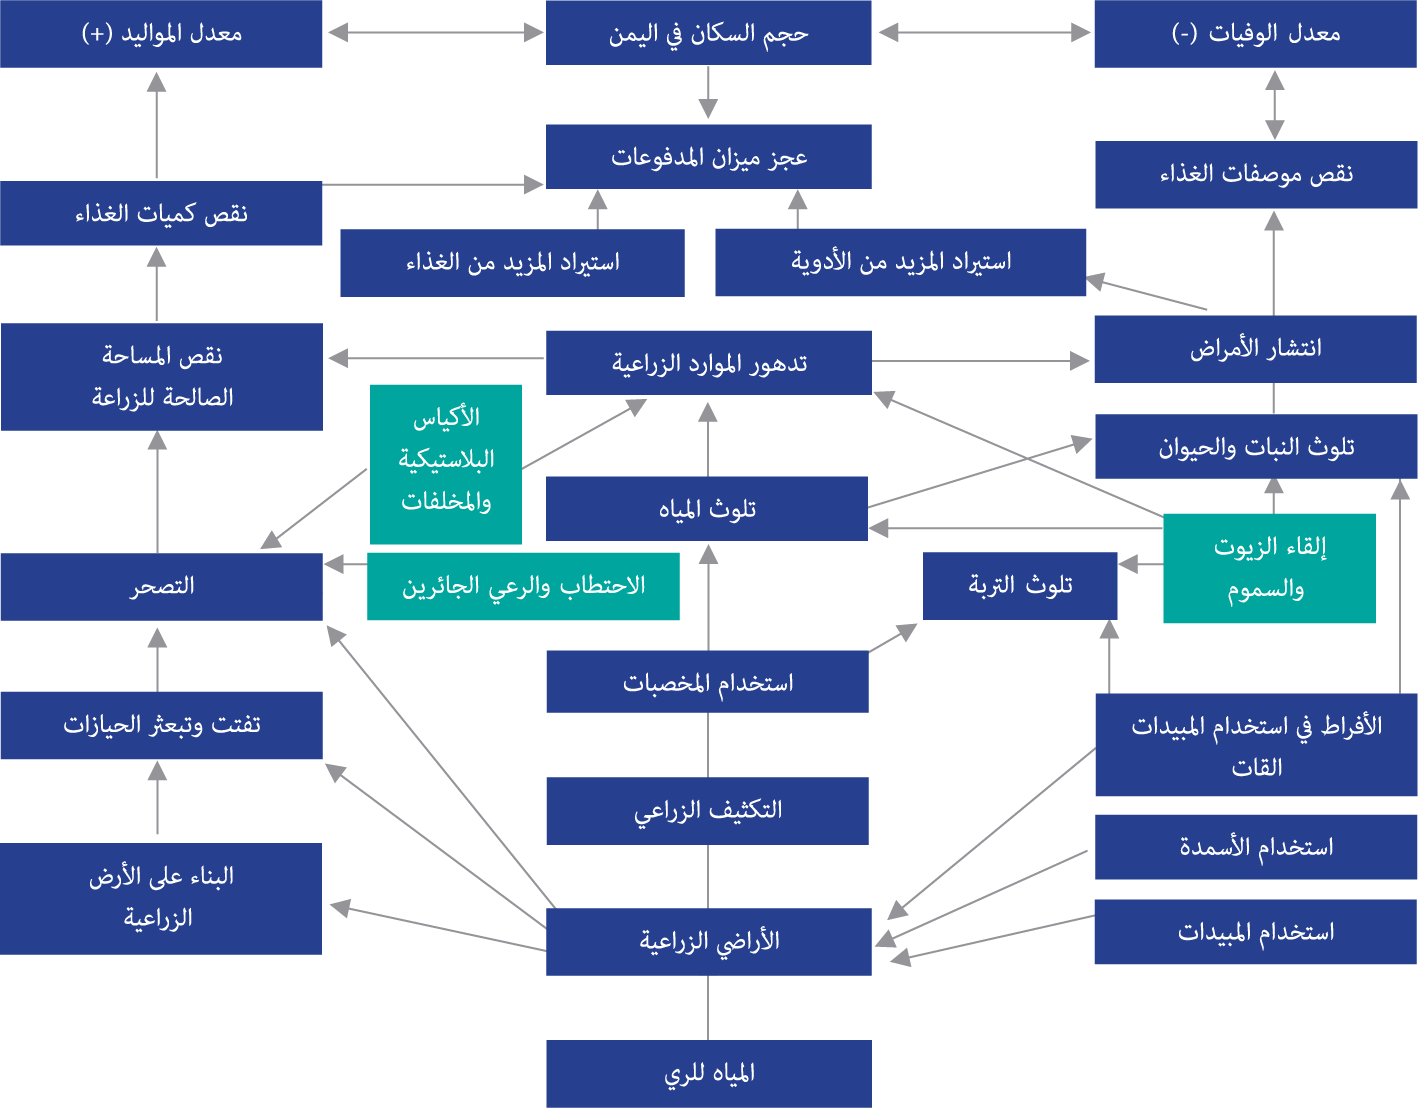 معدل الوفيات (-)
حجم السكان في اليمن
معدل المواليد (+)
عجز ميزان المدفوعات
نقص موصفات الغذاء
نقص كميات الغذاء
استيراد المزيد من الأدوية
استيراد المزيد من الغذاء
انتشار الأمراض
تدهور الموارد الزراعية
نقص المساحة
الصالحة للزراعة
الأكياس
البلاستيكية
والمخلفات
تلوث النبات والحيوان
تلوث المياه
إلقاء الزيوت
والسموم
تلوث التربة
الاحتطاب والرعي الجائرين
التصحر
استخدام المخصبات
الأفراط في استخدام المبيدات
القات
تفتت وتبعثر الحيازات
التكثيف الزراعي
استخدام الأسمدة
البناء على الأرض
الزراعية
استخدام المبيدات
الأراضي الزراعية
المياه للري